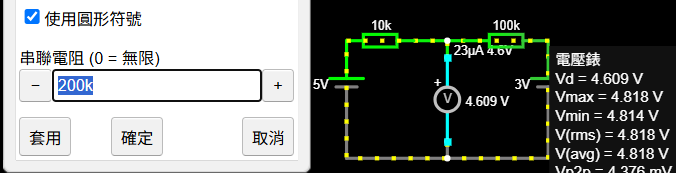 使用圓形符號
串聯電阻 (0 = 無限)
− 200k +
套用 確定 取消
10k 100k
23μA 4.6V
5V
+
V
4.609 V
3V
電壓錶
Vd = 4.609 V
Vmax = 4.818 V
Vmin = 4.814 V
V(rms) = 4.818 V
V(avg) = 4.818 V
Vp2p = 4.376 mV